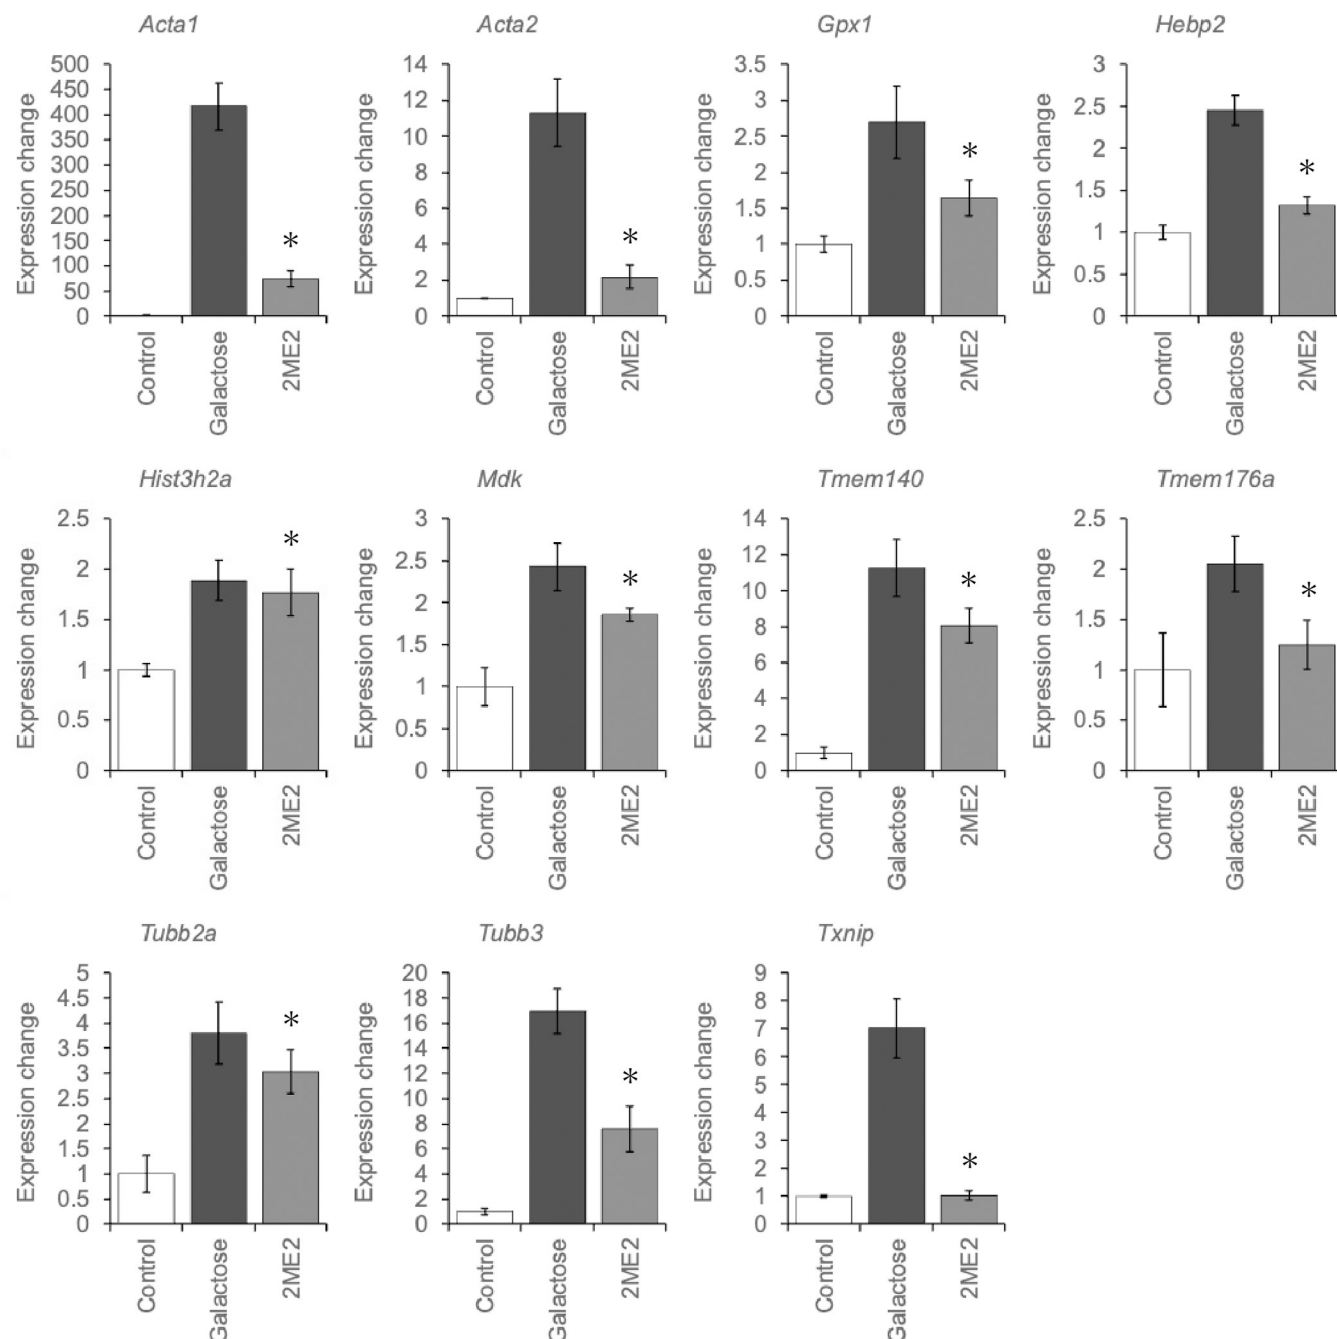 Acta1
Expression change
500
450
400
350
300
250
200
150
100
50
0
*
Control
Galactose
2ME2
Acta2
Expression change
14
12
10
8
6
4
2
0
*
Control
Galactose
2ME2
Gpx1
Expression change
3.5
3
2.5
2
1.5
1
0.5
0
*
Control
Galactose
2ME2
Hebp2
Expression change
3
2.5
2
1.5
1
0.5
0
*
Control
Galactose
2ME2
Hist3h2a
Expression change
2.5
2
1.5
1
0.5
0
*
Control
Galactose
2ME2
Mdk
Expression change
3
2.5
2
1.5
1
0.5
0
*
Control
Galactose
2ME2
Tmem140
Expression change
14
12
10
8
6
4
2
0
*
Control
Galactose
2ME2
Tmem176a
Expression change
2.5
2
1.5
1
0.5
0
*
Control
Galactose
2ME2
Tubb2a
Expression change
5
4.5
4
3.5
3
2.5
2
1.5
1
0.5
0
*
Control
Galactose
2ME2
Tubb3
Expression change
20
18
16
14
12
10
8
6
4
2
0
*
Control
Galactose
2ME2
Txnip
Expression change
9
8
7
6
5
4
3
2
1
0
*
Control
Galactose
2ME2